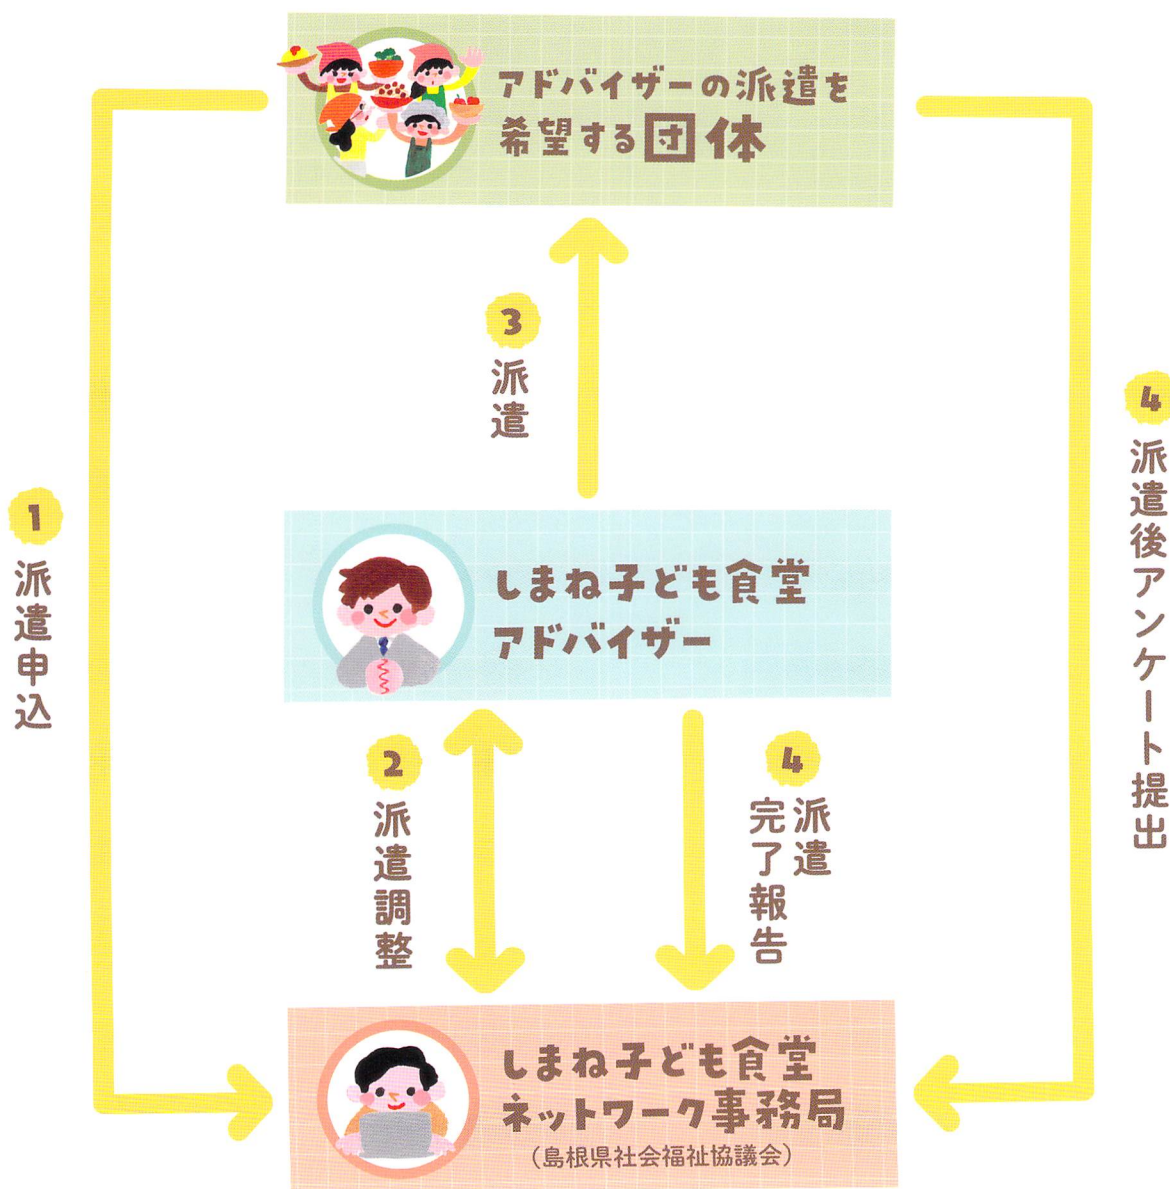 アドバイザーの派遣を
希望する団体
3
派遣
1
派遣申込
4
派遣後アンケート提出
しまね子ども食堂
アドバイザー
2
派遣調整
4
派遣
完了報告
しまね子ども食堂
ネットワーク事務局
（島根県社会福祉協議会）